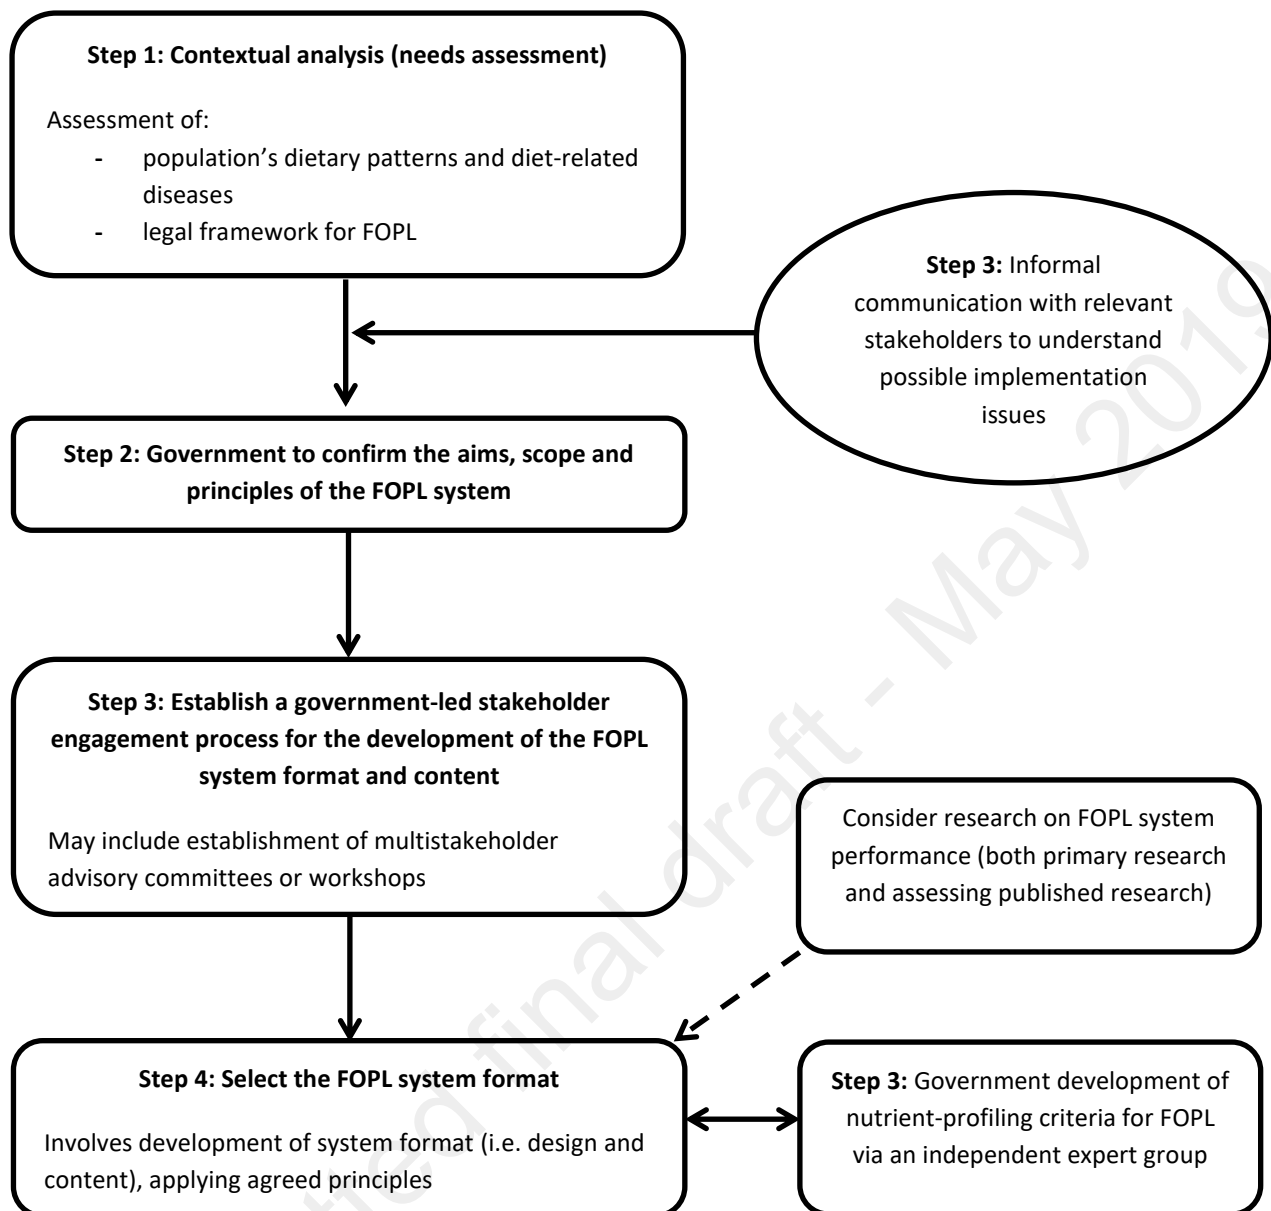 Step 1: Contextual analysis (needs assessment)
Assessment of:
- population’s dietary patterns and diet-related
diseases
- legal framework for FOPL
Step 3: Informal
communication with relevant
stakeholders to understand
possible implementation
issues
Step 2: Government to confirm the aims, scope and
principles of the FOPL system
Step 3: Establish a government-led stakeholder
engagement process for the development of the FOPL
system format and content
May include establishment of multistakeholder
advisory committees or workshops
Consider research on FOPL system
performance (both primary research
and assessing published research)
Step 4: Select the FOPL system format
Involves development of system format (i.e. design and
content), applying agreed principles
Step 3: Government development of
nutrient-profiling criteria for FOPL
via an independent expert group
final draft - May 2019